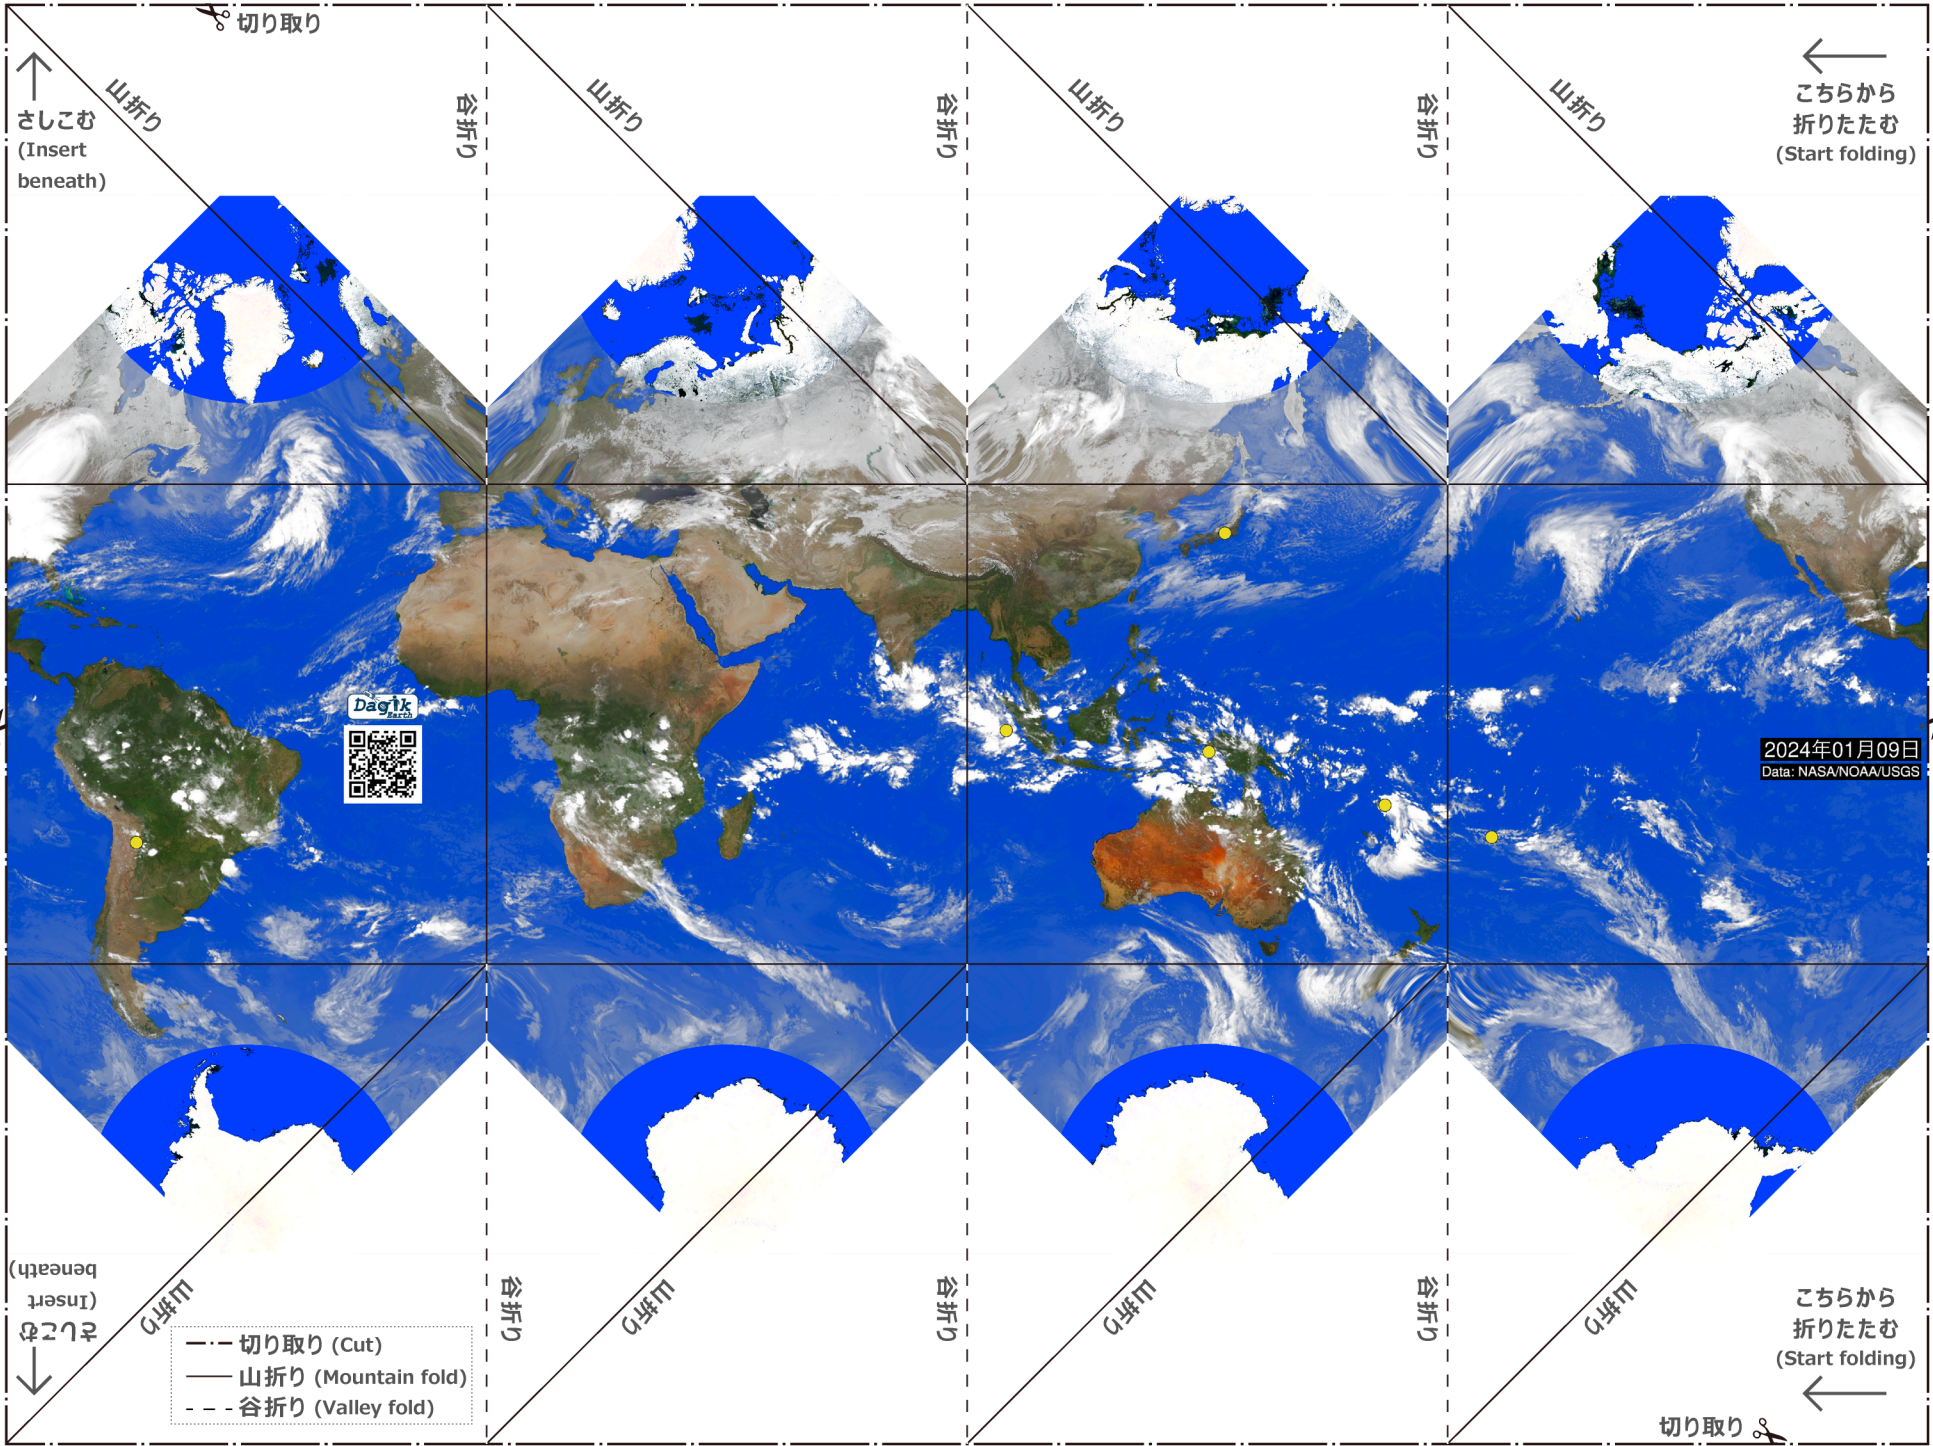 切り取り
山折り
谷折り
山折り
谷折り
山折り
谷折り
山折り
さしこむ
(Insert
beneath)
こちらから
折りたたむ
(Start folding)
Dagik
Earth
2024年01月09日
Data: NASA/NOAA/USGS
さしこむ
(Insert
beneath)
山折り
谷折り
山折り
谷折り
山折り
谷折り
山折り
こちらから
折りたたむ
(Start folding)
切り取り (Cut)
山折り (Mountain fold)
谷折り (Valley fold)
切り取り